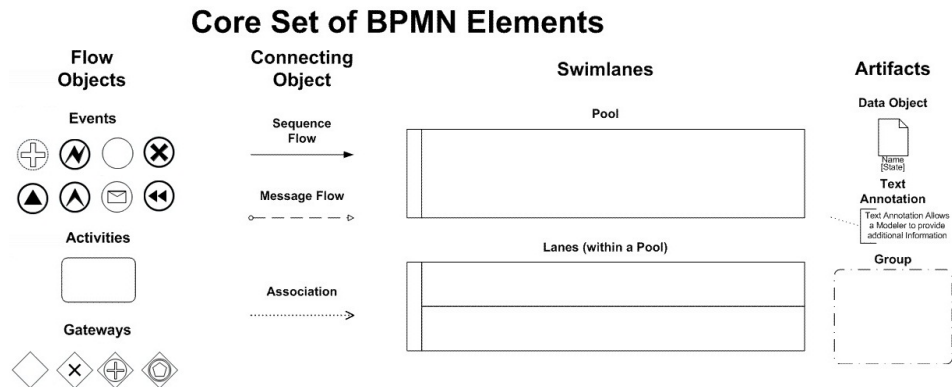 Core Set of BPMN Elements
Flow
Objects
Events
Activities
Gateways
Connecting
Object
Sequence
Flow
Message Flow
Association
Swimlanes
Pool
Lanes (within a Pool)
Artifacts
Data Object
Name
[State]
Text
Annotation
Text Annotation Allows
a Modeler to provide
additional Information
Group